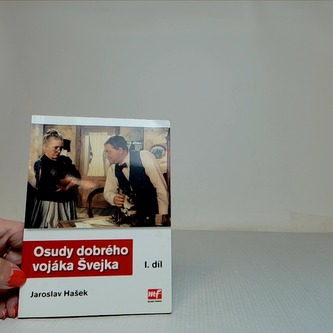 Osudy dobrého
vojáka Švejka
I. díl
Jaroslav Hašek
mf